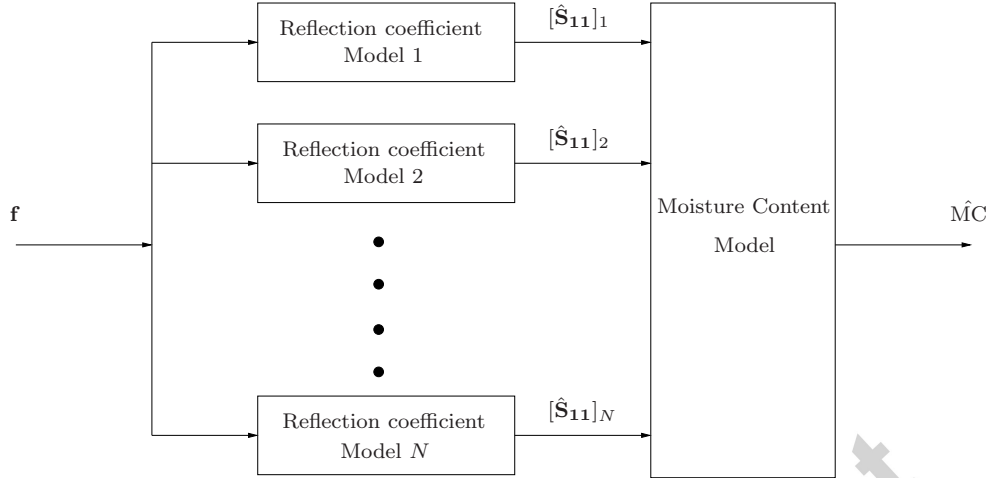 Reflection coefficient
Model 1
[Ŝ₁₁]₁
Reflection coefficient
Model 2
[Ŝ₁₁]₂
f
Moisture Content
Model
M̂C
Reflection coefficient
Model N
[Ŝ₁₁]_N